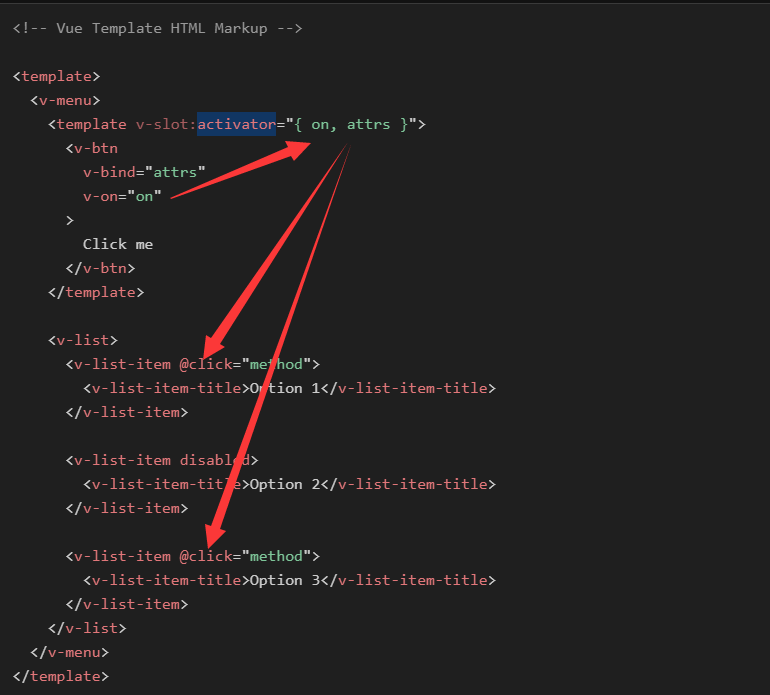 <!-- Vue Template HTML Markup -->
<template>
<v-menu>
<template v-slot:activator="{ on, attrs }">
<v-btn
v-bind="attrs"
v-on="on"
>
Click me
</v-btn>
</template>
<v-list>
<v-list-item @click="method">
<v-list-item-title>Option 1</v-list-item-title>
</v-list-item>
<v-list-item disabled>
<v-list-item-title>Option 2</v-list-item-title>
</v-list-item>
<v-list-item @click="method">
<v-list-item-title>Option 3</v-list-item-title>
</v-list-item>
</v-list>
</v-menu>
</template>